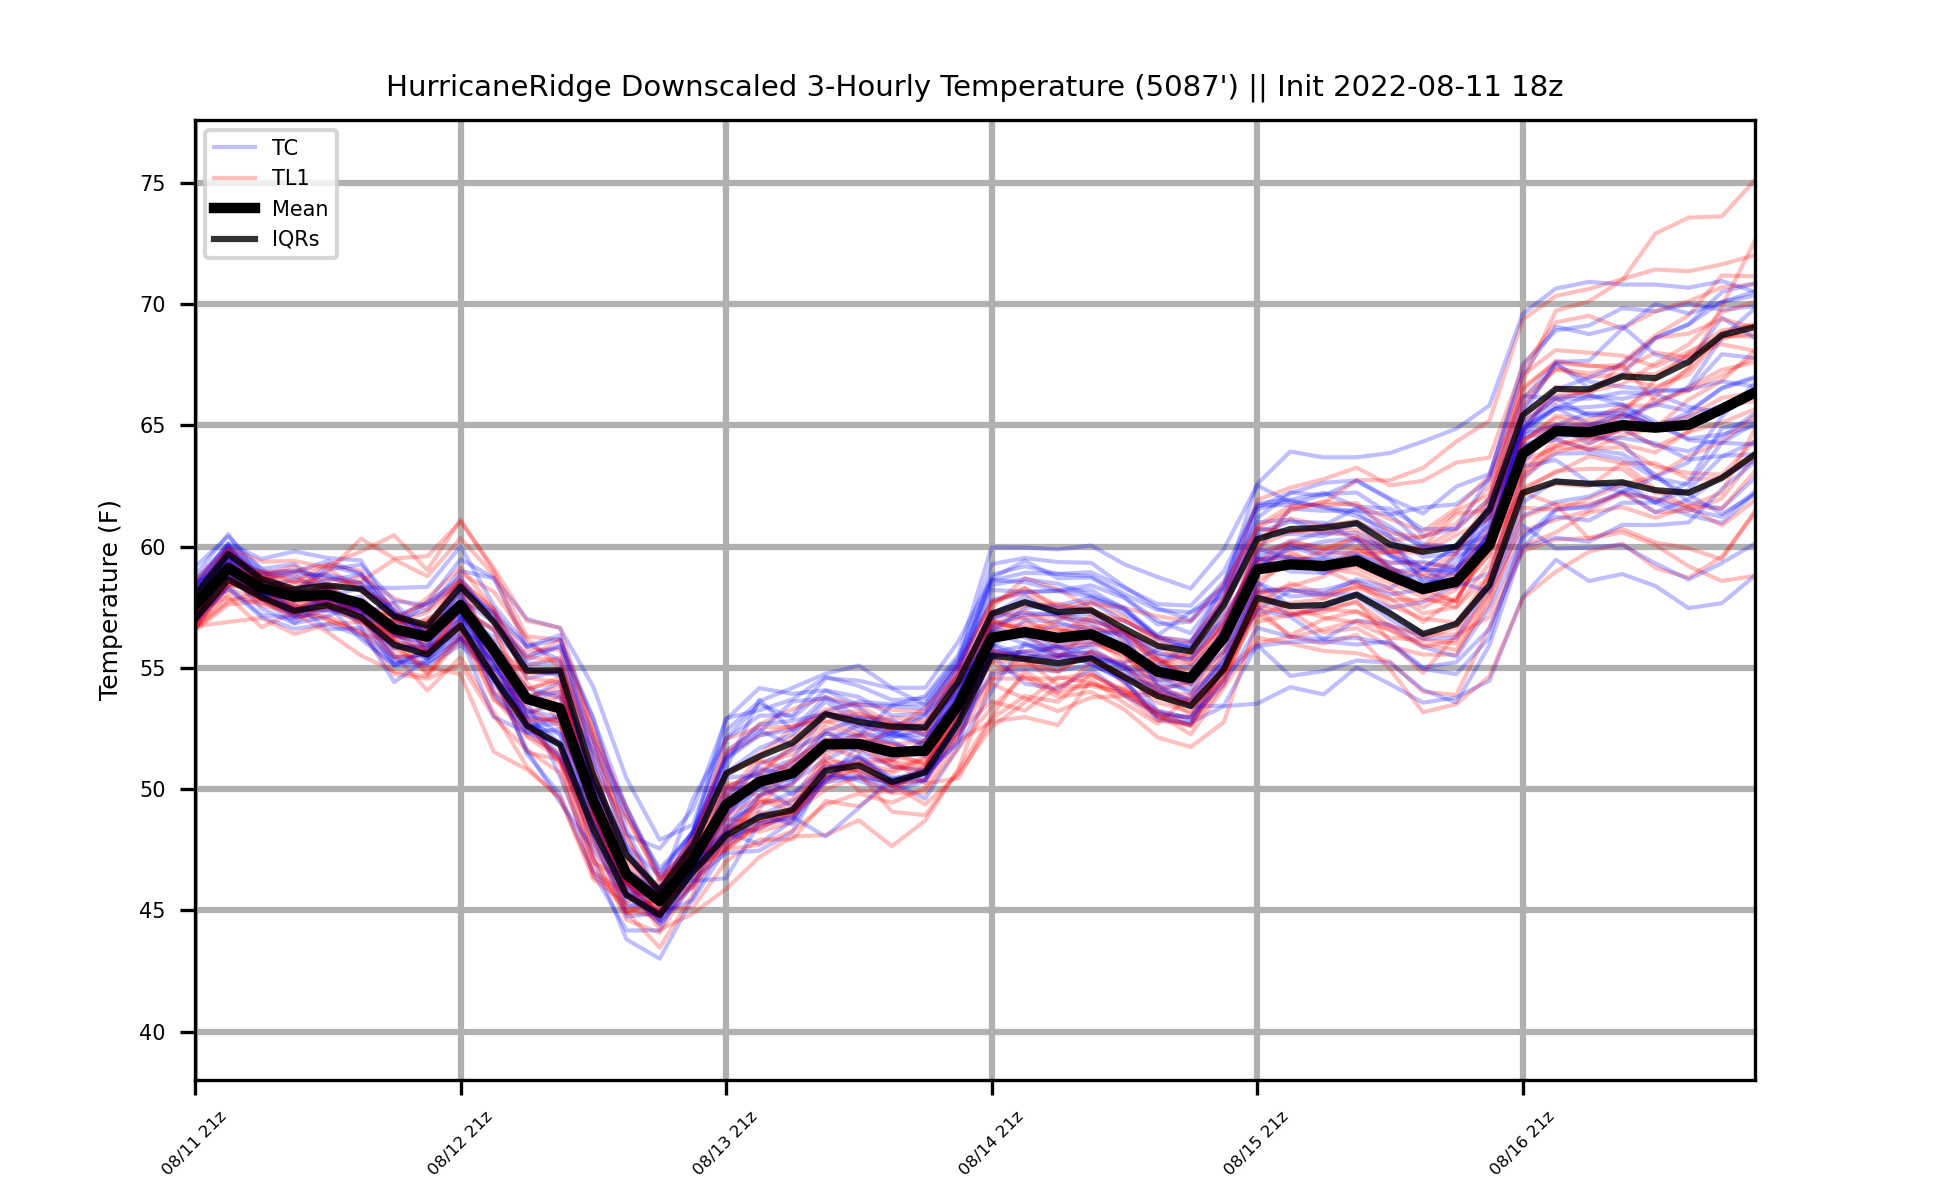 HurricaneRidge Downscaled 3-Hourly Temperature (5087') || Init 2022-08-11 18z
TC
TL1
Mean
IQRs
Temperature (F)
75
70
65
60
55
50
45
40
08/11 21z
08/12 21z
08/13 21z
08/14 21z
08/15 21z
08/16 21z